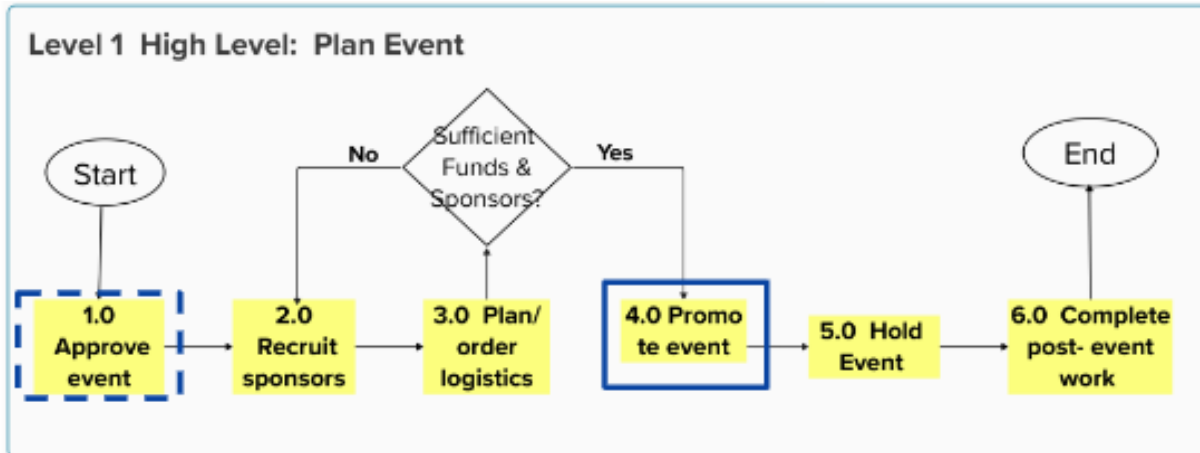 Level 1 High Level: Plan Event
Start
Sufficient
Funds &
Sponsors?
No
Yes
End
1.0
Approve
event
2.0
Recruit
sponsors
3.0 Plan/
order
logistics
4.0 Promo
te event
5.0 Hold
Event
6.0 Complete
post- event
work